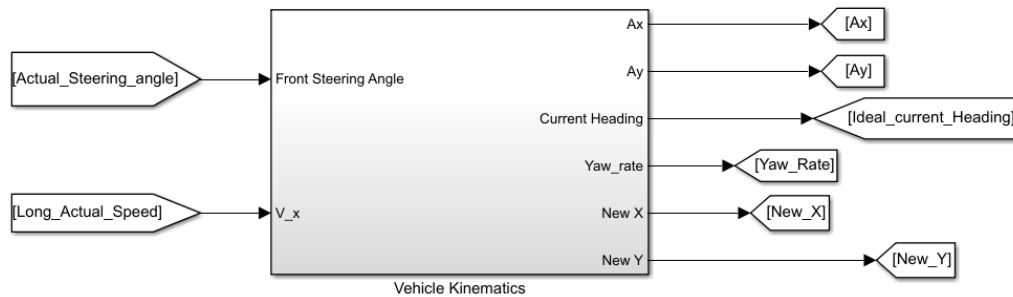 Ax
[Ax]
[Actual_Steering_angle]
Front Steering Angle
Ay
[Ay]
Current Heading
[Ideal_current_Heading]
Yaw_rate
[Yaw_Rate]
[Long_Actual_Speed]
V_x
New X
[New_X]
New Y
[New_Y]
Vehicle Kinematics